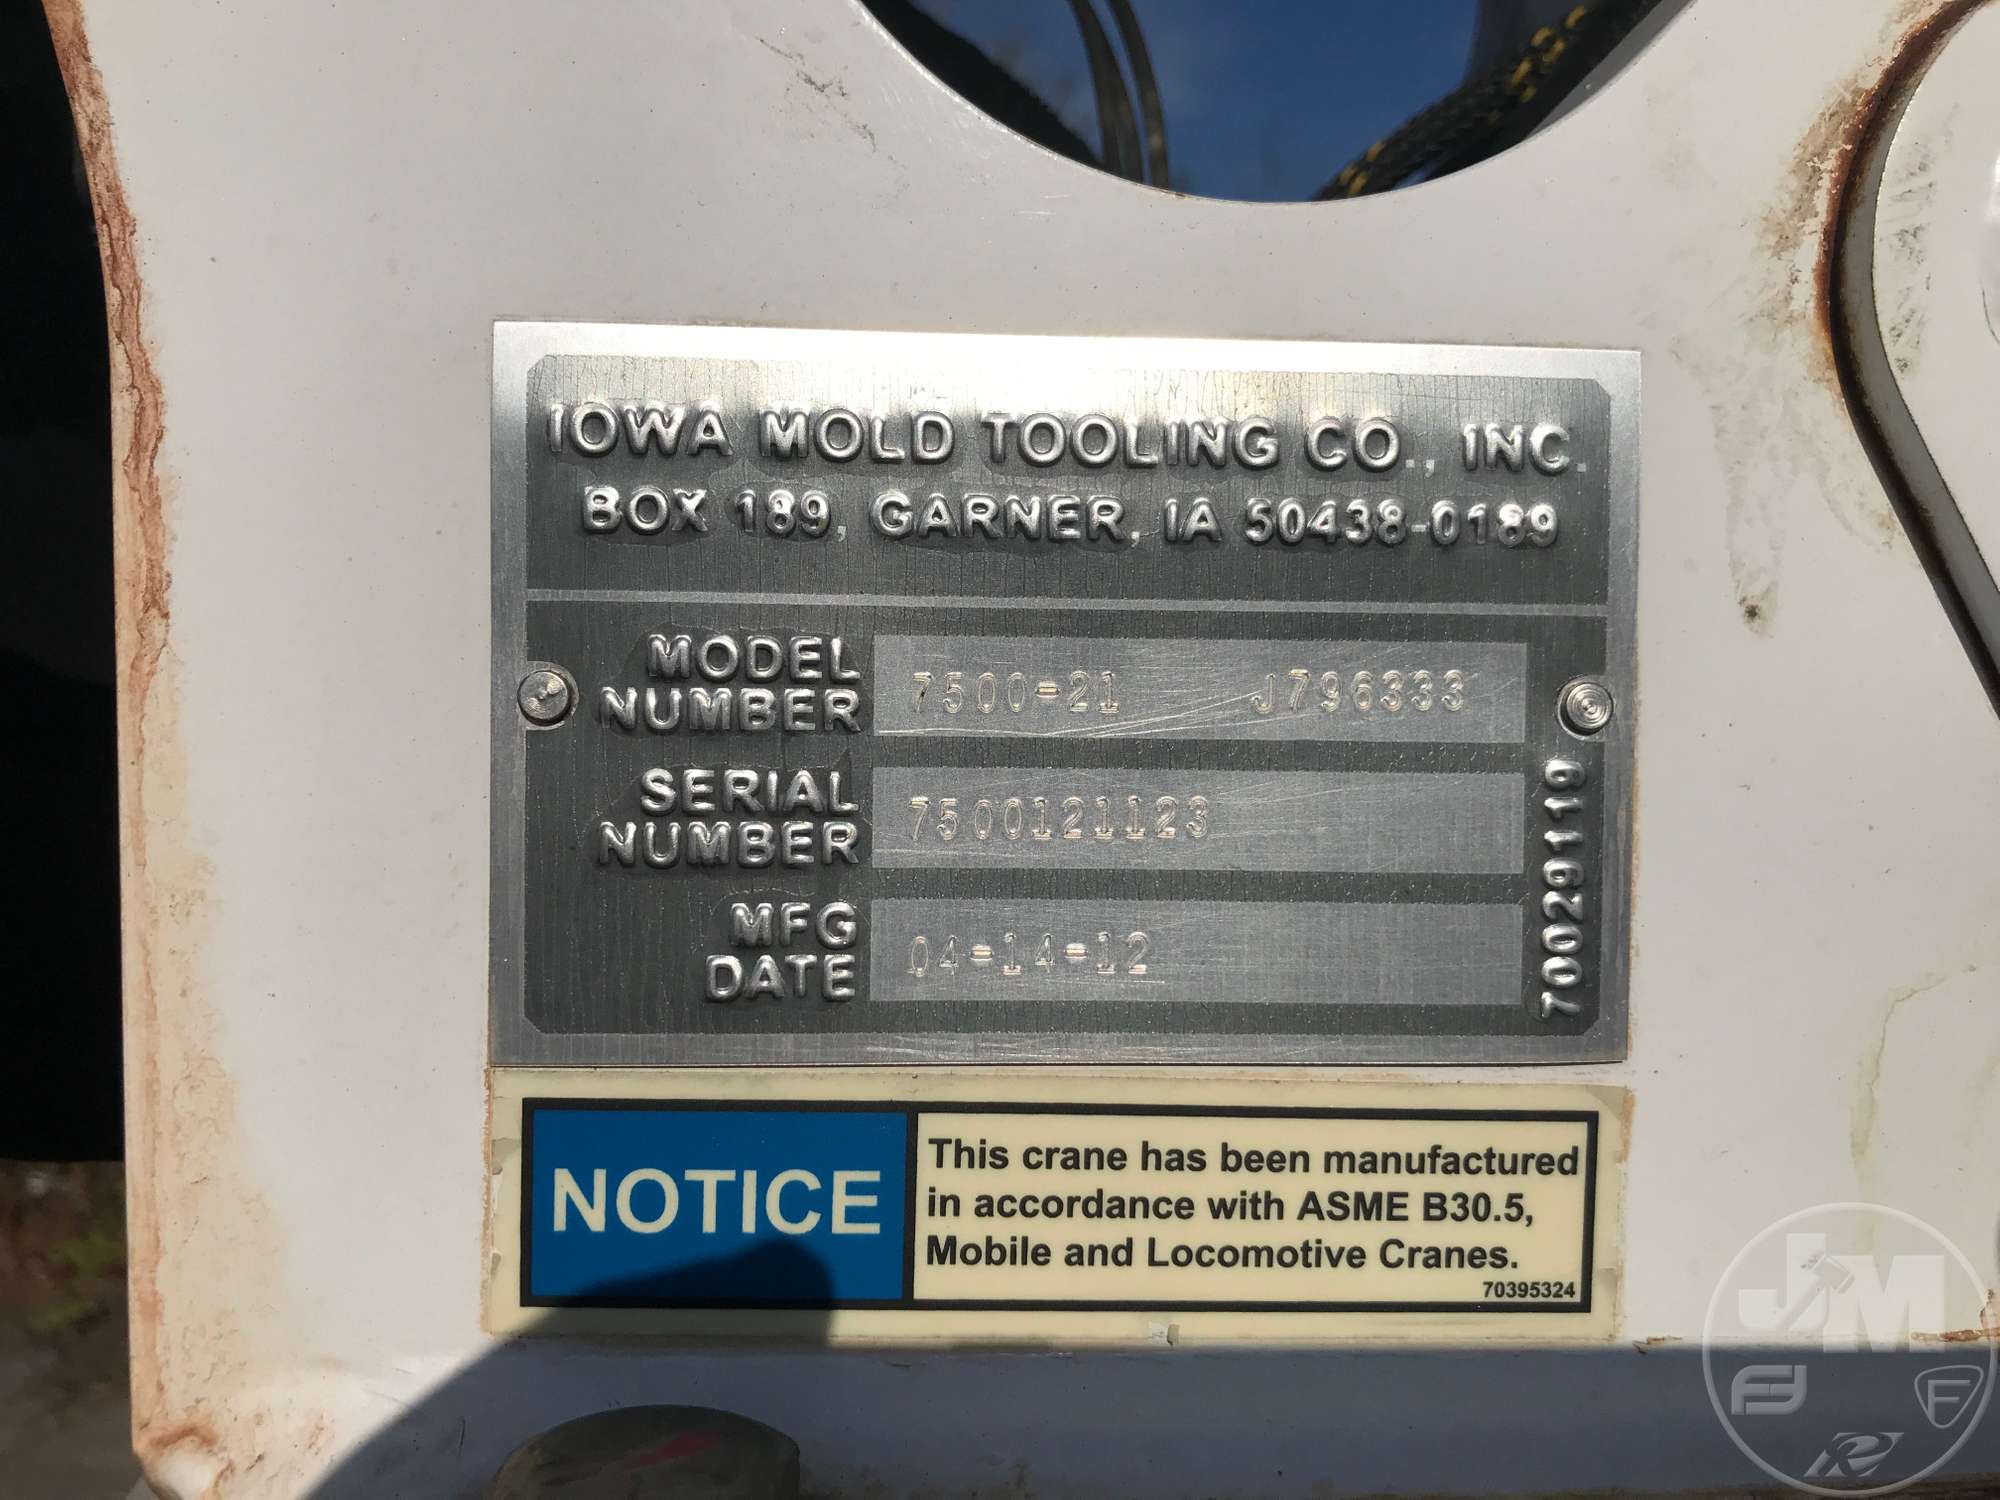 IOWA MOLD TOOLING CO., INC.
BOX 189, GARNER, IA 50438-0189
MODEL
NUMBER
7500-21 J796333
SERIAL
NUMBER
7500121123
MFG
DATE
04-14-12
70029119
NOTICE
This crane has been manufactured
in accordance with ASME B30.5,
Mobile and Locomotive Cranes.
70395324
JM
F